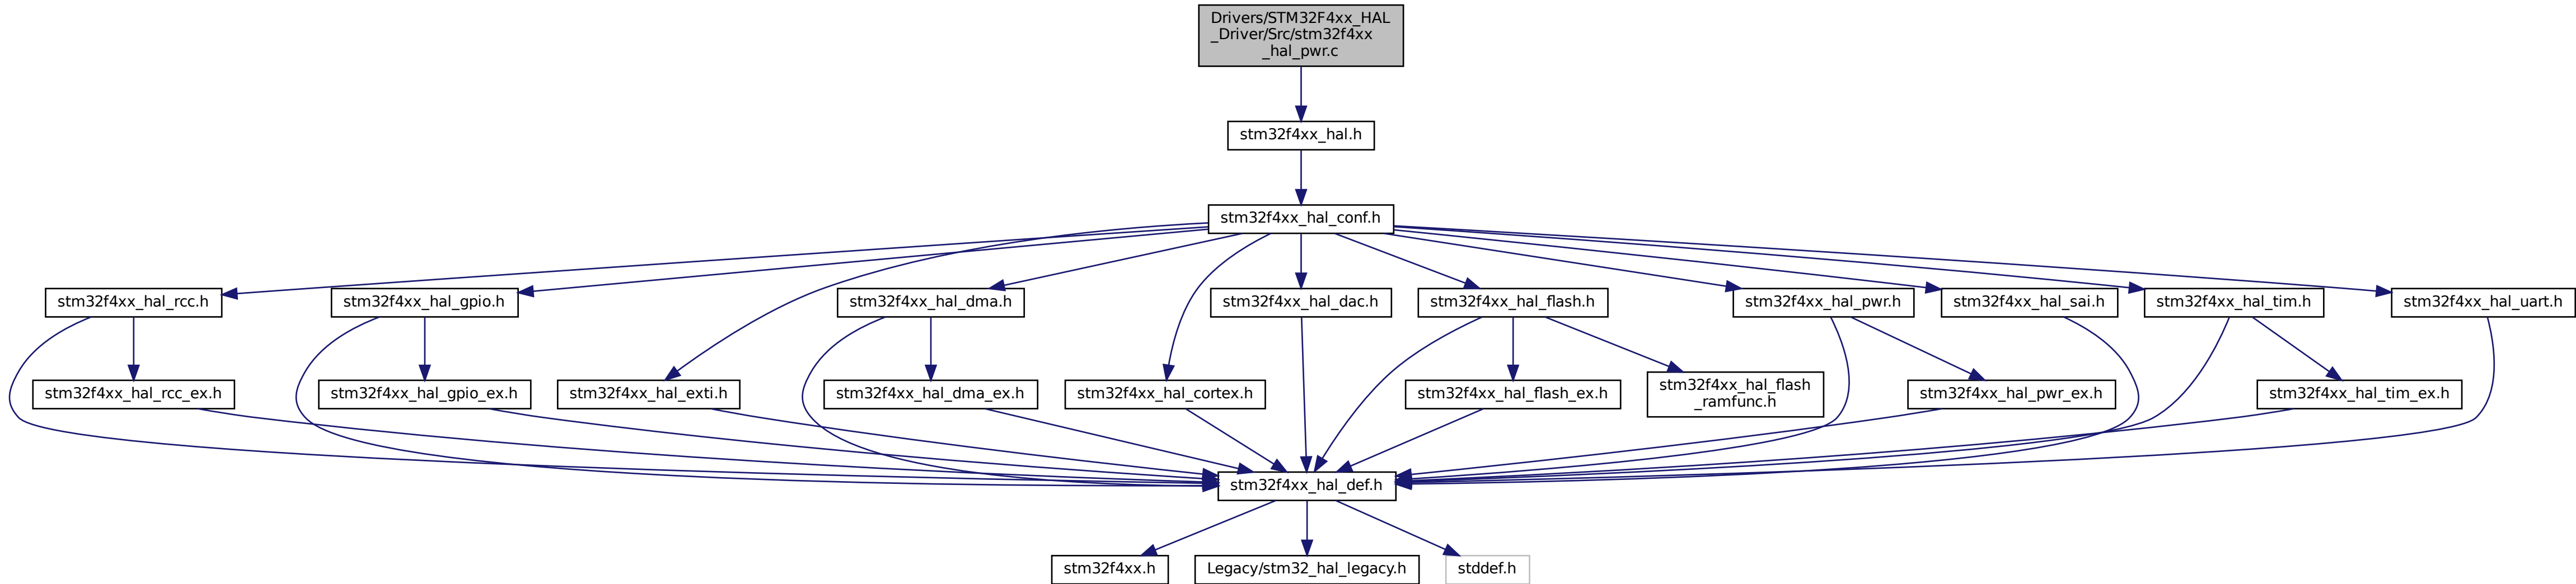 Drivers/STM32F4xx_HAL
_Driver/Src/stm32f4xx
_hal_pwr.c
stm32f4xx_hal.h
stm32f4xx_hal_conf.h
stm32f4xx_hal_rcc.h
stm32f4xx_hal_gpio.h
stm32f4xx_hal_dma.h
stm32f4xx_hal_dac.h
stm32f4xx_hal_flash.h
stm32f4xx_hal_pwr.h
stm32f4xx_hal_sai.h
stm32f4xx_hal_tim.h
stm32f4xx_hal_uart.h
stm32f4xx_hal_rcc_ex.h
stm32f4xx_hal_gpio_ex.h
stm32f4xx_hal_exti.h
stm32f4xx_hal_dma_ex.h
stm32f4xx_hal_cortex.h
stm32f4xx_hal_flash_ex.h
stm32f4xx_hal_flash
_ramfunc.h
stm32f4xx_hal_pwr_ex.h
stm32f4xx_hal_tim_ex.h
stm32f4xx_hal_def.h
stm32f4xx.h
Legacy/stm32_hal_legacy.h
stddef.h